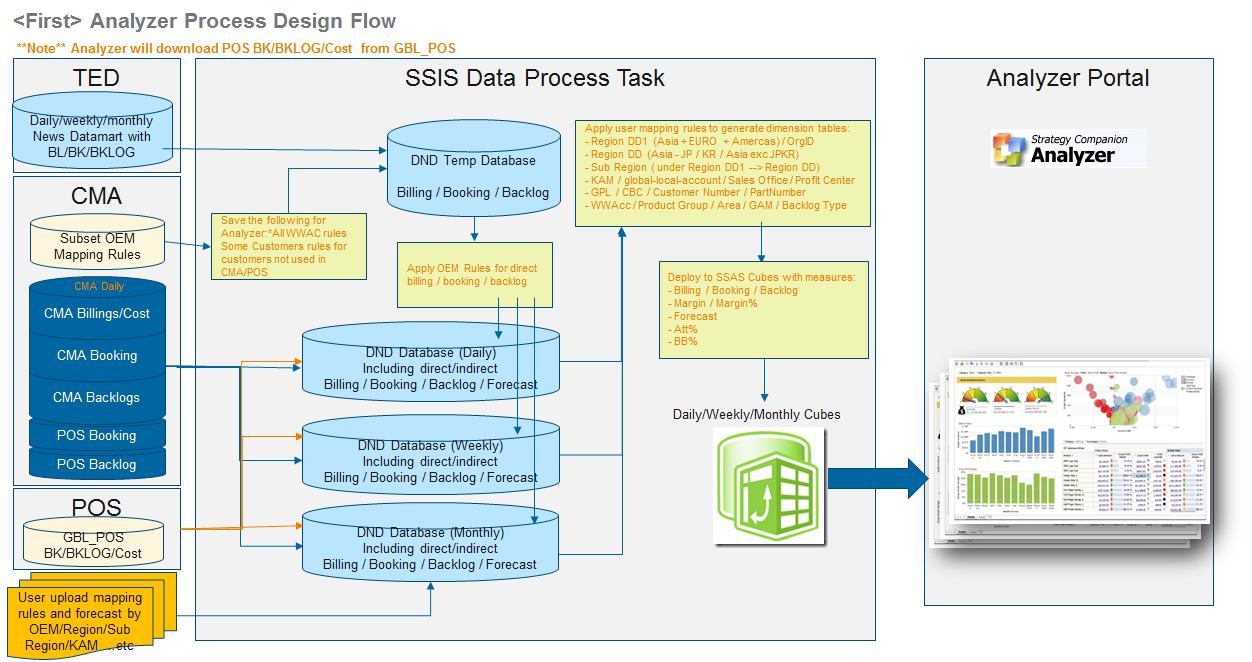 <First> Analyzer Process Design Flow
**Note** Analyzer will download POS BK/BKLOG/Cost from GBL_POS
TED
Daily/weekly/monthly
News Datamart with
BL/BK/BKLOG
CMA
Subset OEM
Mapping Rules
CMA Daily
CMA Billings/Cost
CMA Booking
CMA Backlogs
POS Booking
POS Backlog
POS
GBL_POS
BK/BKLOG/Cost
User upload mapping
rules and forecast by
OEM/Region/Sub
Region/KAM …etc
SSIS Data Process Task
DND Temp Database
Billing / Booking / Backlog
Save the following for
Analyzer:*All WWAC rules
Some Customers rules for
customers not used in
CMA/POS
Apply OEM Rules for direct
billing / booking / backlog
DND Database (Daily)
Including direct/indirect
Billing / Booking / Backlog / Forecast
DND Database (Weekly)
Including direct/indirect
Billing / Booking / Backlog / Forecast
DND Database (Monthly)
Including direct/indirect
Billing / Booking / Backlog / Forecast
Apply user mapping rules to generate dimension tables:
- Region DD1 (Asia + EURO + Amercas) / OrgID
- Region DD (Asia - JP / KR / Asia exc JPKR)
- Sub Region ( under Region DD1 --> Region DD)
- KAM / global-local-account / Sales Office / Profit Center
- GPL / CBC / Customer Number / PartNumber
- WWAcc / Product Group / Area / GAM / Backlog Type
Deploy to SSAS Cubes with measures:
- Billing / Booking / Backlog
- Margin / Margin%
- Forecast
- Att%
- BB%
Daily/Weekly/Monthly Cubes
Analyzer Portal
Strategy Companion
Analyzer